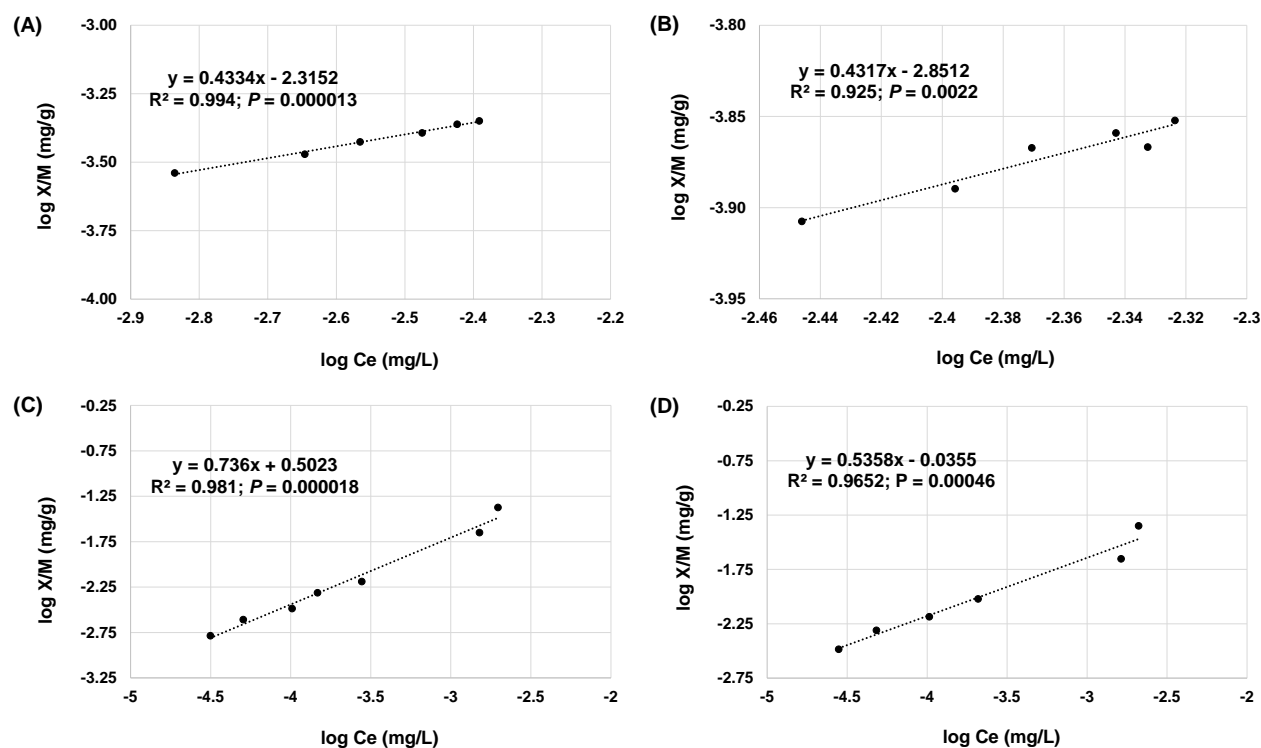 (A)
-3.00
-3.25
-3.50
-3.75
-4.00
log X/M (mg/g)
y = 0.4334x - 2.3152
R² = 0.994; P = 0.000013
-2.9 -2.8 -2.7 -2.6 -2.5 -2.4 -2.3 -2.2
log Ce (mg/L)
(B)
-3.80
-3.85
-3.90
-3.95
log X/M (mg/g)
y = 0.4317x - 2.8512
R² = 0.925; P = 0.0022
-2.46 -2.44 -2.42 -2.4 -2.38 -2.36 -2.34 -2.32 -2.3
log Ce (mg/L)
(C)
-0.25
-0.75
-1.25
-1.75
-2.25
-2.75
-3.25
log X/M (mg/g)
y = 0.736x + 0.5023
R² = 0.981; P = 0.000018
-5 -4.5 -4 -3.5 -3 -2.5 -2
log Ce (mg/L)
(D)
-0.25
-0.75
-1.25
-1.75
-2.25
-2.75
log X/M (mg/g)
y = 0.5358x - 0.0355
R² = 0.9652; P = 0.00046
-5 -4.5 -4 -3.5 -3 -2.5 -2
log Ce (mg/L)